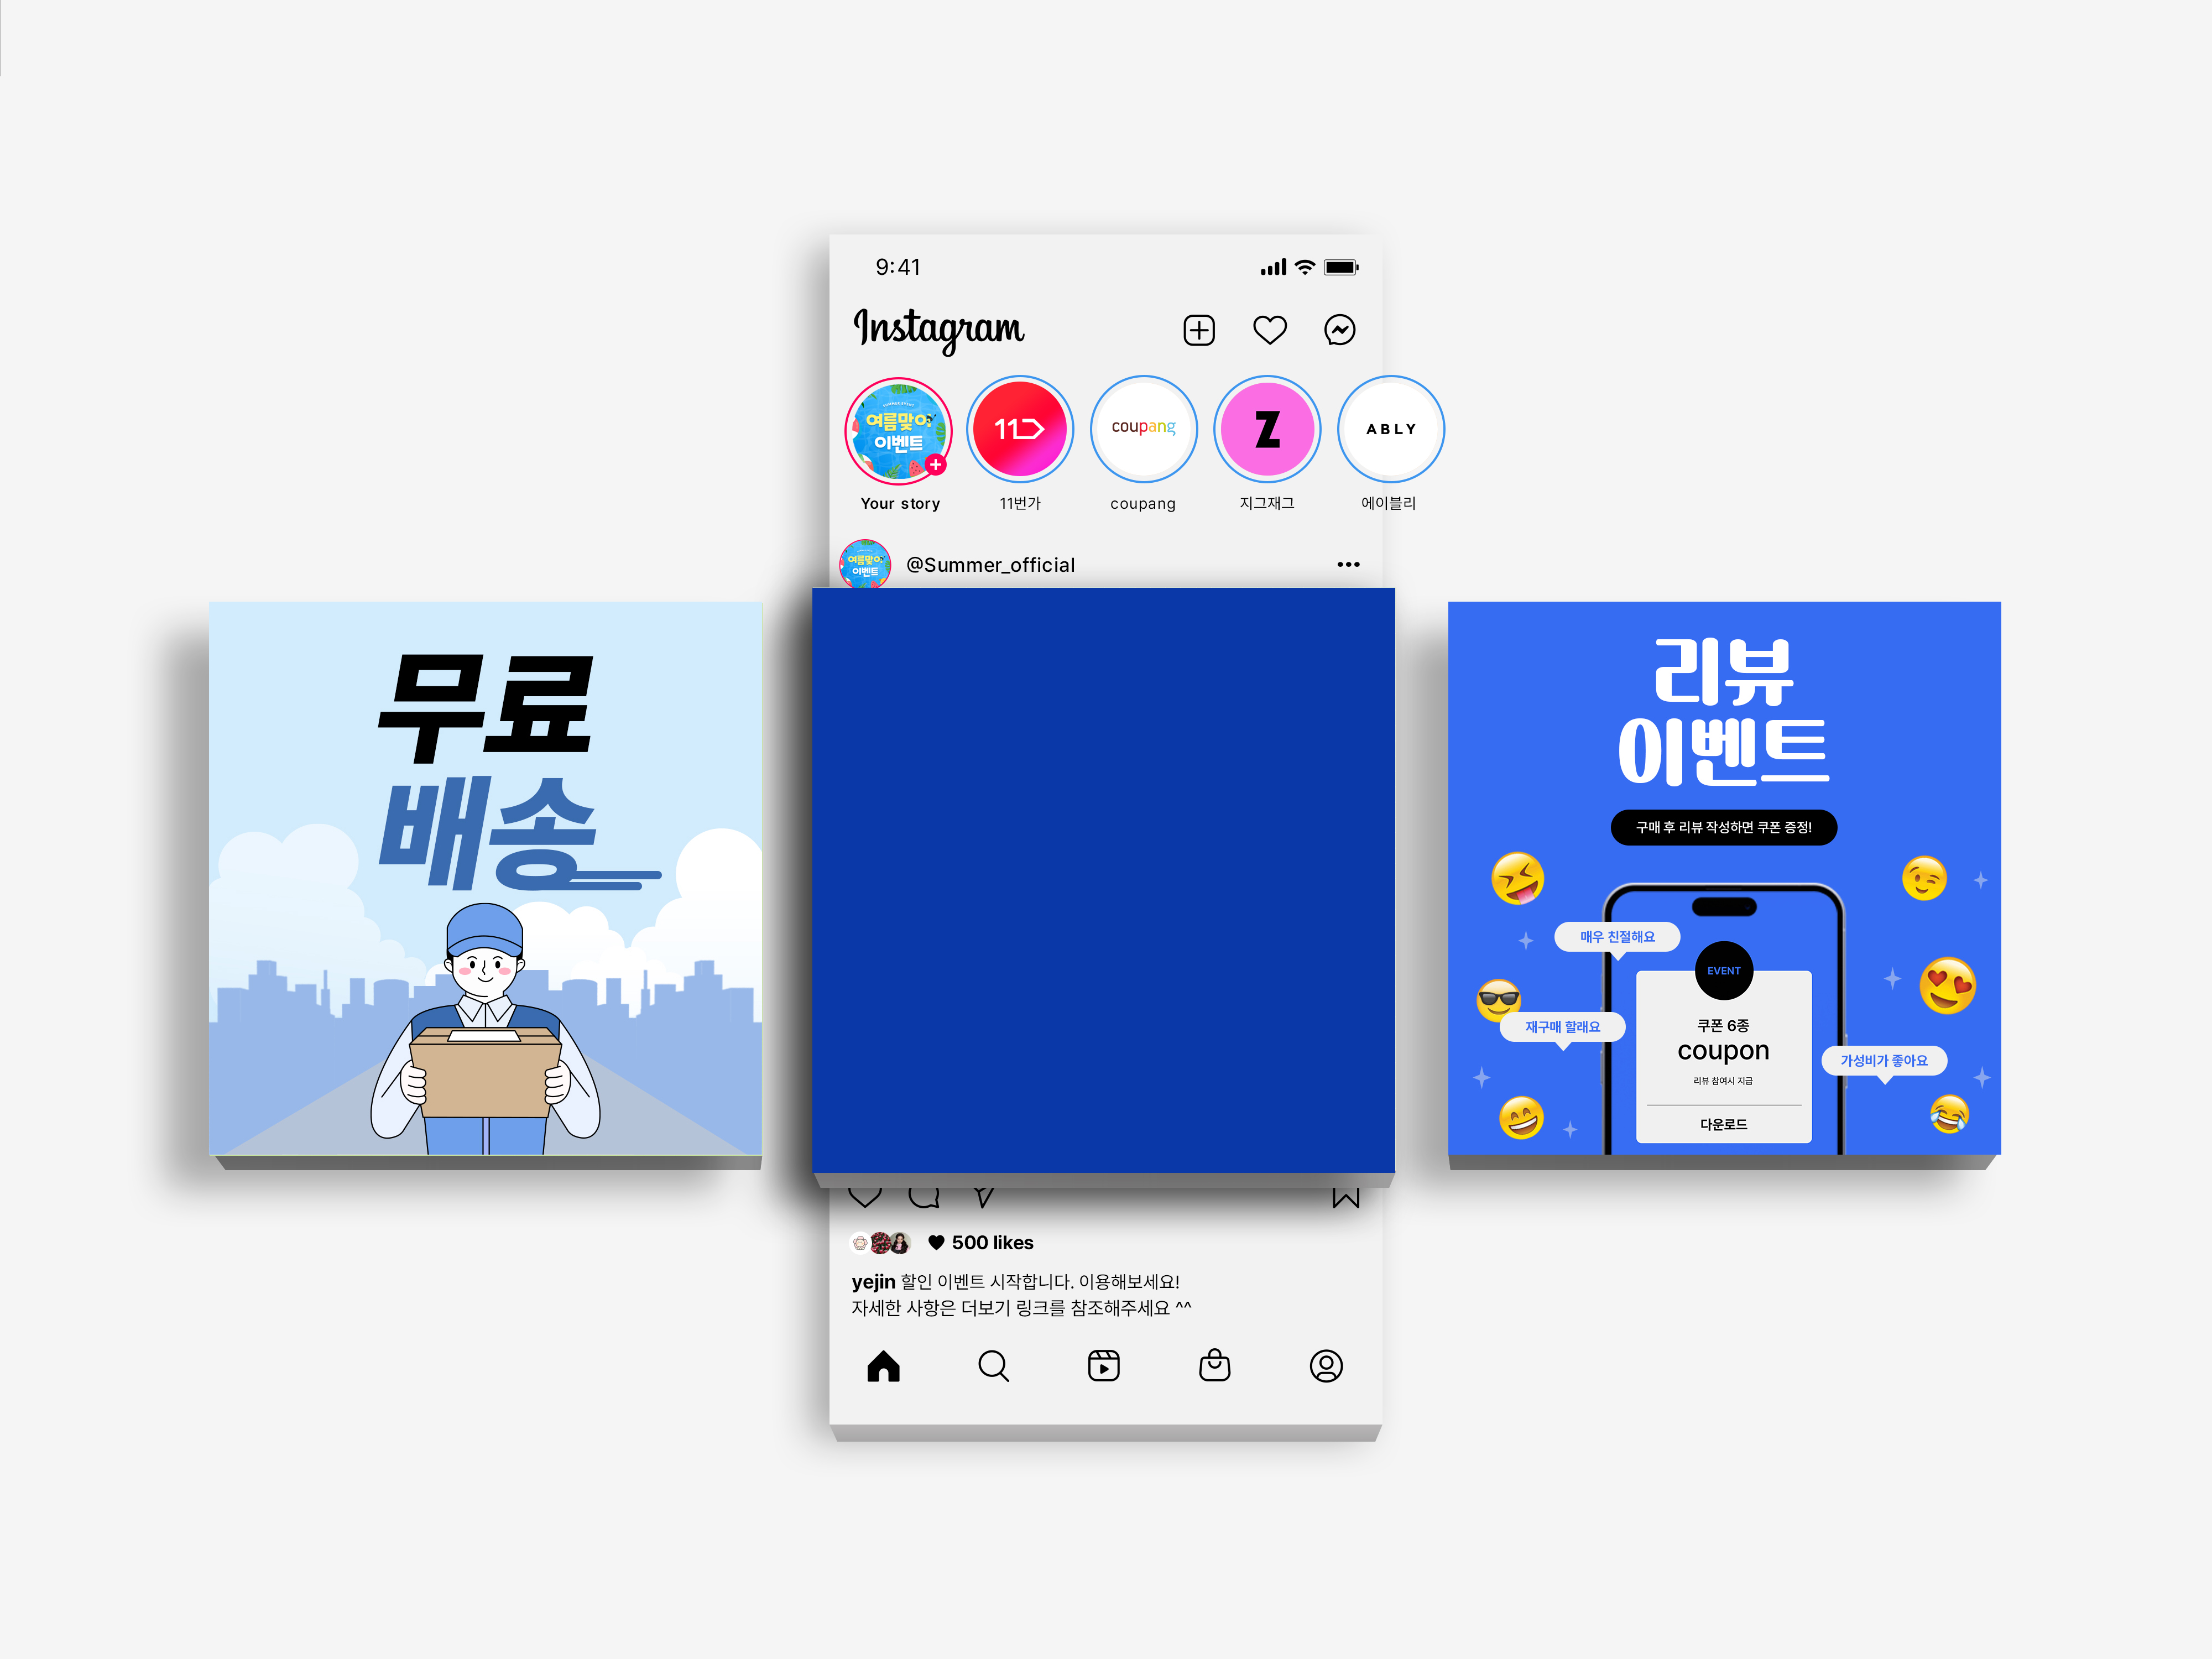 9:41
Instagram
여름맞이
이벤트
11
coupang
Z
ABLY
Your story
11번가
coupang
지그재그
에이블리
여름맞이
이벤트
@Summer_official
무료
배송
리뷰
이벤트
구매 후 리뷰 작성하면 쿠폰 증정!
매우 친절해요
EVENT
재구매 할래요
쿠폰 6종
coupon
가성비가 좋아요
리뷰 참여시 지급
다운로드
500 likes
yejin 할인 이벤트 시작합니다. 이용해보세요!
자세한 사항은 더보기 링크를 참조해주세요 ^^